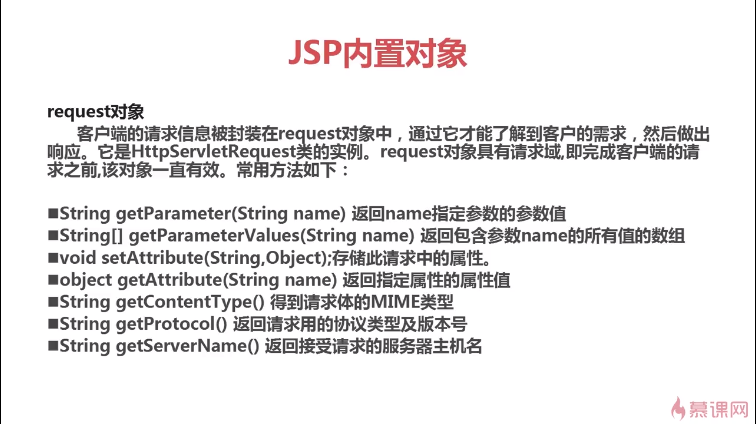 JSP内置对象
request对象
客户端的请求信息被封装在request对象中，通过它才能了解到客户的需求，然后做出
响应。它是HttpServletRequest类的实例。request对象具有请求域,即完成客户端的请
求之前,该对象一直有效。常用方法如下：
■String getParameter(String name) 返回name指定参数的参数值
■String[] getParameterValues(String name) 返回包含参数name的所有值的数组
■void setAttribute(String,Object);存储此请求中的属性。
■object getAttribute(String name) 返回指定属性的属性值
■String getContentType() 得到请求体的MIME类型
■String getProtocol() 返回请求用的协议类型及版本号
■String getServerName() 返回接受请求的服务器主机名
慕课网